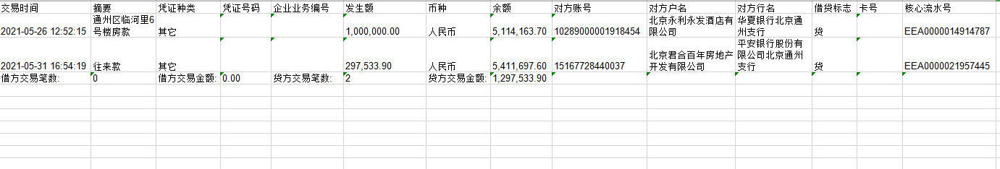 交易时间 摘要 凭证种类 凭证号码 企业业务编号 发生额 币种 余额 对方账号 对方户名 对方行名 借贷标志 卡号 核心流水号
2021-05-26 12:52:15 通州区临河里6号楼房款 其它 1,000,000.00 人民币 5,114,163.70 10289000001918454 北京永利永发酒店有限公司 华夏银行北京通州支行 贷 EEA0000014914787
2021-05-31 16:54:19 往来款 其它 297,533.90 人民币 5,411,697.60 15167728440037 北京君合百年房地产开发有限公司 平安银行股份有限公司北京通州支行 贷 EEA0000021957445
借方交易笔数: 0 借方交易金额: 0.00 贷方交易笔数: 2 贷方交易金额: 1,297,533.90